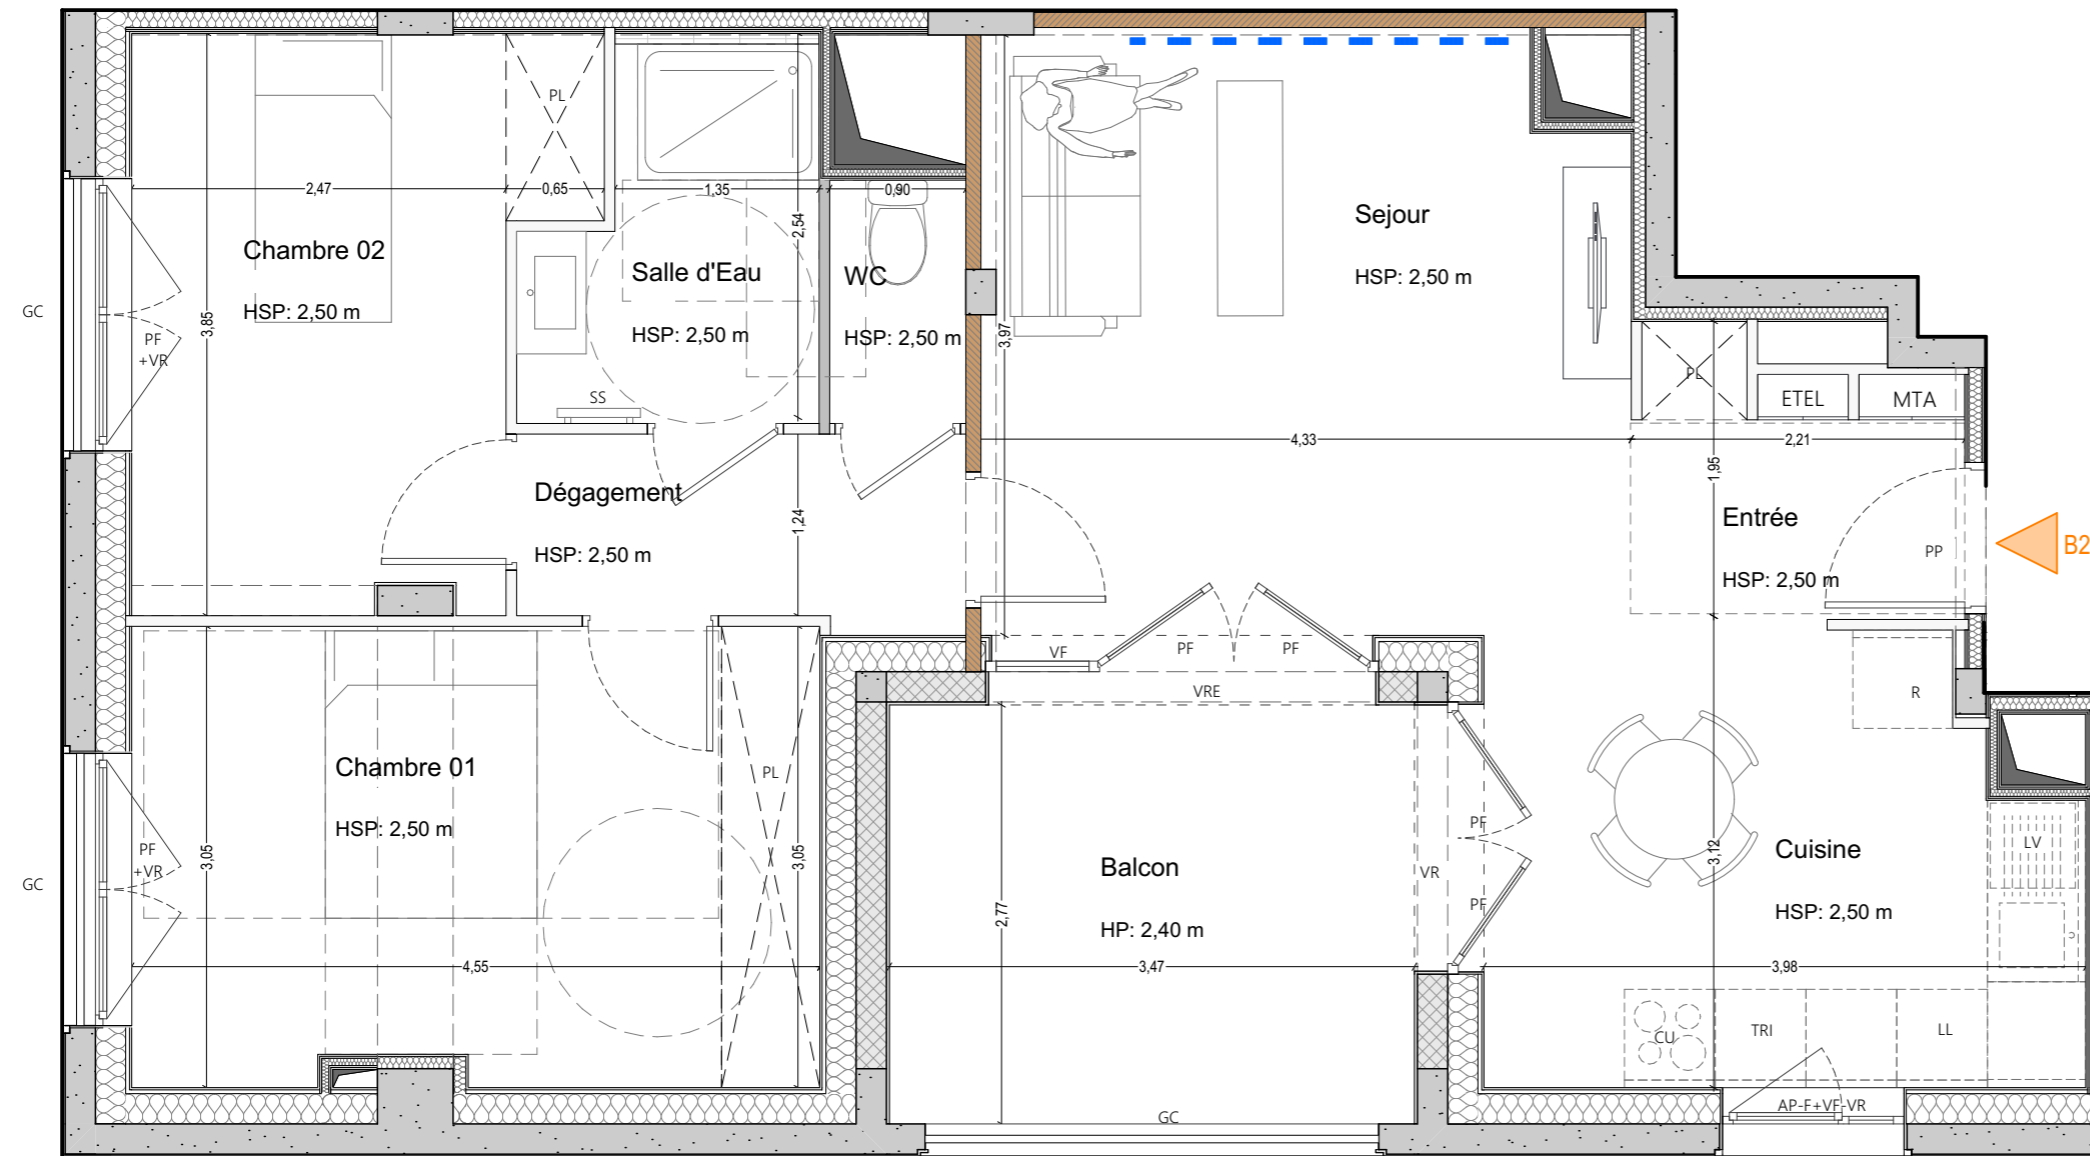 PL
2,47
0,65
1,35
0,90
2,54
Sejour
HSP: 2,50 m
Chambre 02
HSP: 2,50 m
Salle d'Eau
HSP: 2,50 m
WC
HSP: 2,50 m
GC
PF
+VR
3,85
3,97
SS
PL
ETEL
MTA
4,33
2,21
1,95
Dégagement
HSP: 2,50 m
1,24
Entrée
HSP: 2,50 m
PP
B2
VF
PF
PF
VRE
R
Chambre 01
HSP: 2,50 m
PL
GC
PF
+VR
3,05
3,05
4,55
Balcon
HP: 2,40 m
2,77
3,47
VR
PF
PF
3,12
Cuisine
HSP: 2,50 m
LV
3,98
CU
TRI
LL
GC
AP-F+VF-VR